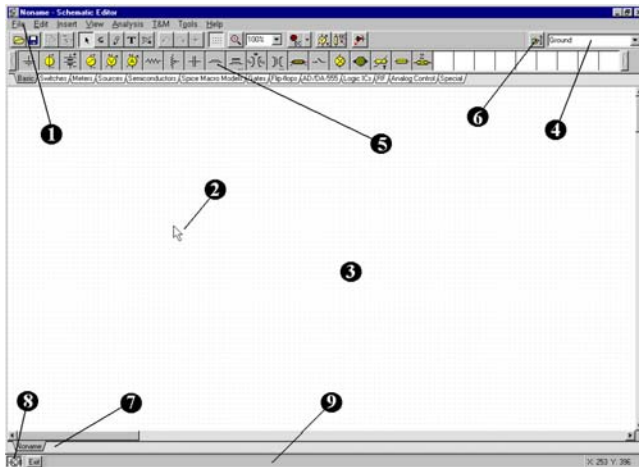 Noname - Schematic Editor
File Edit Insert View Analysis T&M Tools Help
100% Ground
Basic Switches Meters Sources Semiconductors Spice Macro Models Gates Flip-flops AD/DA-555 Logic ICs RF Analog Control Special
6 4
1 5
2
3
8 7 9
Noname
Exit X: 253 Y: 396